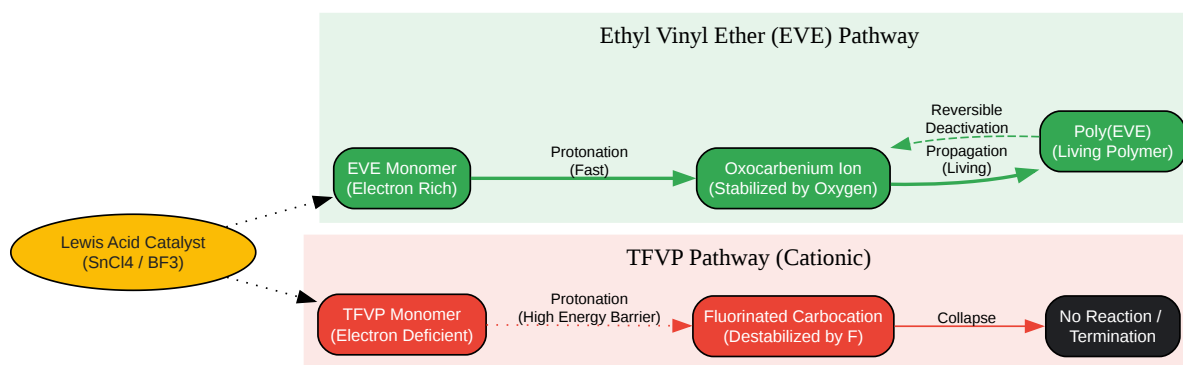 Ethyl Vinyl Ether (EVE) Pathway
EVE Monomer
(Electron Rich)
Protonation
(Fast)
Oxocarbenium Ion
(Stabilized by Oxygen)
Reversible
Deactivation
Propagation
(Living)
Poly(EVE)
(Living Polymer)
Lewis Acid Catalyst
(SnCl4 / BF3)
TFVP Pathway (Cationic)
TFVP Monomer
(Electron Deficient)
Protonation
(High Energy Barrier)
Fluorinated Carbocation
(Destabilized by F)
Collapse
No Reaction /
Termination